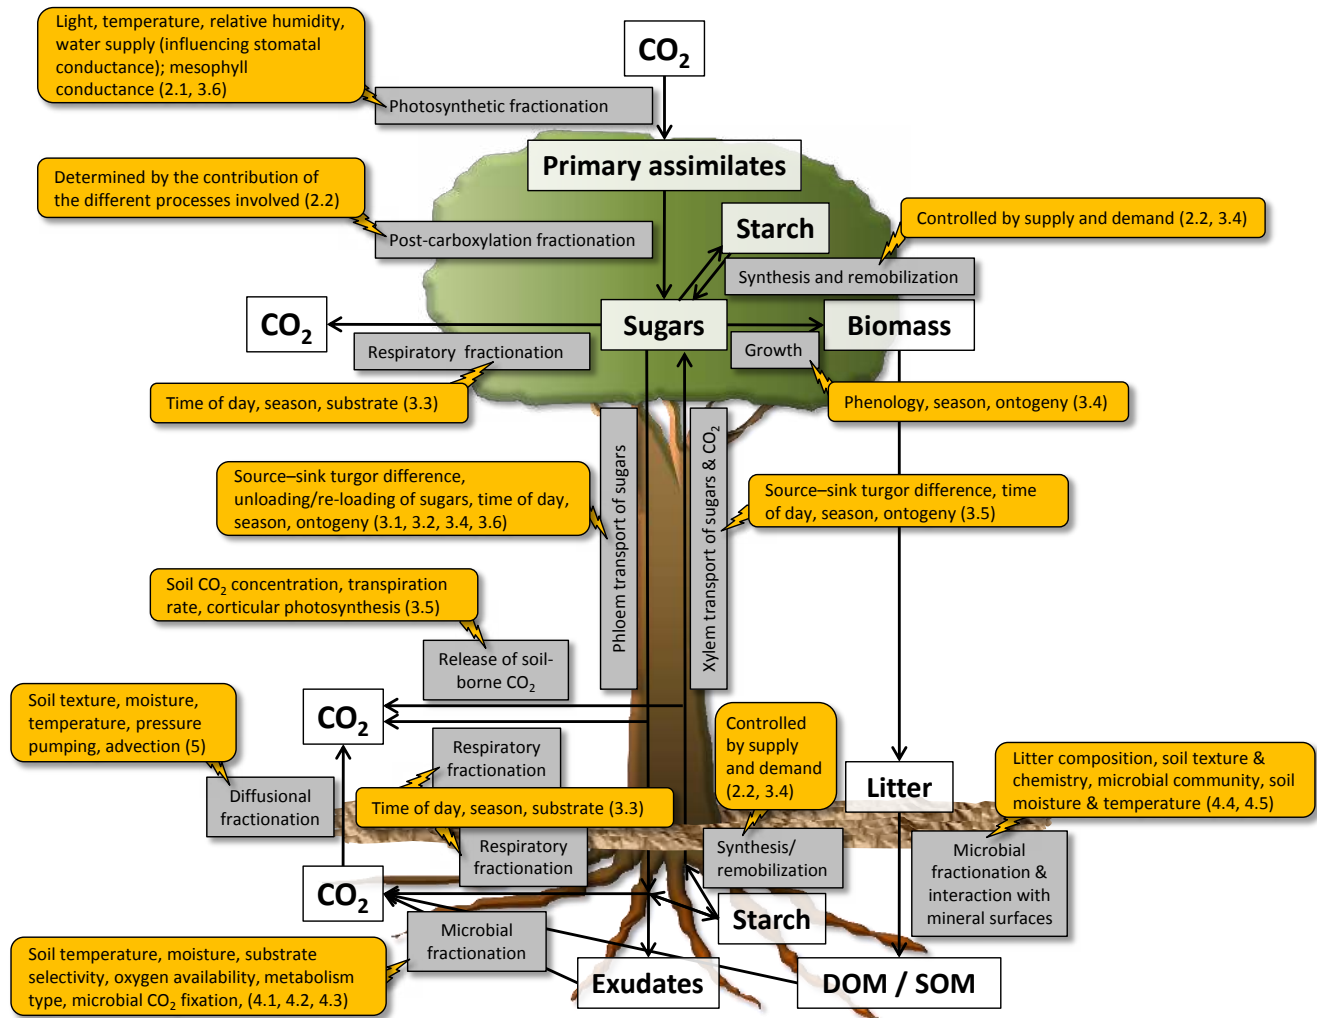 Light, temperature, relative humidity,
water supply (influencing stomatal
conductance); mesophyll
conductance (2.1, 3.6)
CO2
Photosynthetic fractionation
Primary assimilates
Determined by the contribution of
the different processes involved (2.2)
Post-carboxylation fractionation
Starch
Controlled by supply and demand (2.2, 3.4)
Synthesis and remobilization
CO2
Sugars
Biomass
Respiratory fractionation
Growth
Time of day, season, substrate (3.3)
Phenology, season, ontogeny (3.4)
Source–sink turgor difference,
unloading/re-loading of sugars, time of day,
season, ontogeny (3.1, 3.2, 3.4, 3.6)
Phloem transport of sugars
Xylem transport of sugars & CO2
Source–sink turgor difference, time
of day, season, ontogeny (3.5)
Soil CO2 concentration, transpiration
rate, corticular photosynthesis (3.5)
Release of soil-
borne CO2
Soil texture, moisture,
temperature, pressure
pumping, advection (5)
CO2
Diffusional
fractionation
Respiratory
fractionation
Time of day, season, substrate (3.3)
Respiratory
fractionation
Controlled
by supply
and demand
(2.2, 3.4)
Synthesis/
remobilization
Litter
Litter composition, soil texture &
chemistry, microbial community, soil
moisture & temperature (4.4, 4.5)
Microbial
fractionation &
interaction with
mineral surfaces
CO2
Starch
Microbial
fractionation
Soil temperature, moisture, substrate
selectivity, oxygen availability, metabolism
type, microbial CO2 fixation, (4.1, 4.2, 4.3)
Exudates
DOM / SOM